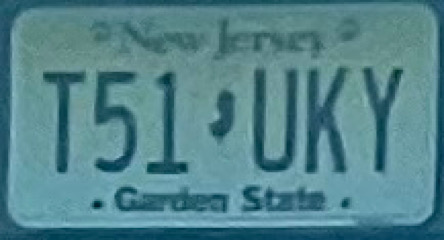 New Jersey
T51 UKY
Garden State